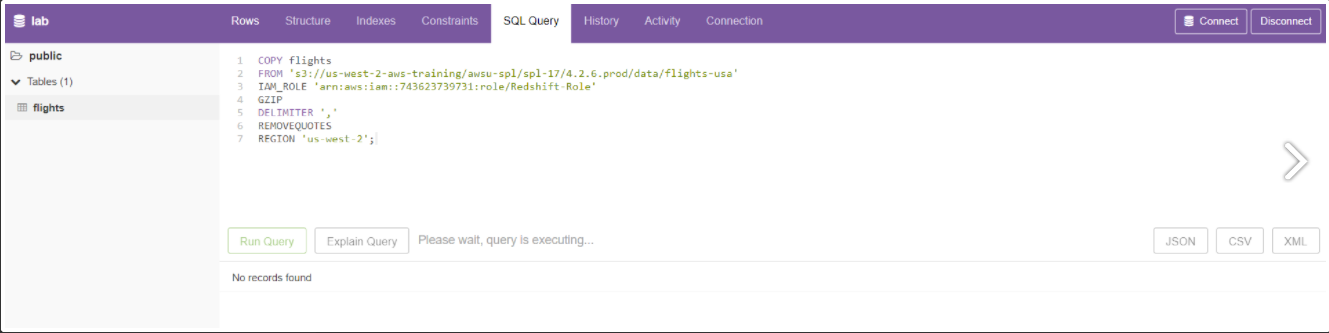 lab Rows Structure Indexes Constraints SQL Query History Activity Connection Connect Disconnect
public
Tables (1)
flights
1 COPY flights
2 FROM 's3://us-west-2-aws-training/awsu-spl/spl-17/4.2.6.prod/data/flights-usa'
3 IAM_ROLE 'arn:aws:iam::743623739731:role/Redshift-Role'
4 GZIP
5 DELIMITER ','
6 REMOVEQUOTES
7 REGION 'us-west-2';
Run Query Explain Query Please wait, query is executing... JSON CSV XML
No records found